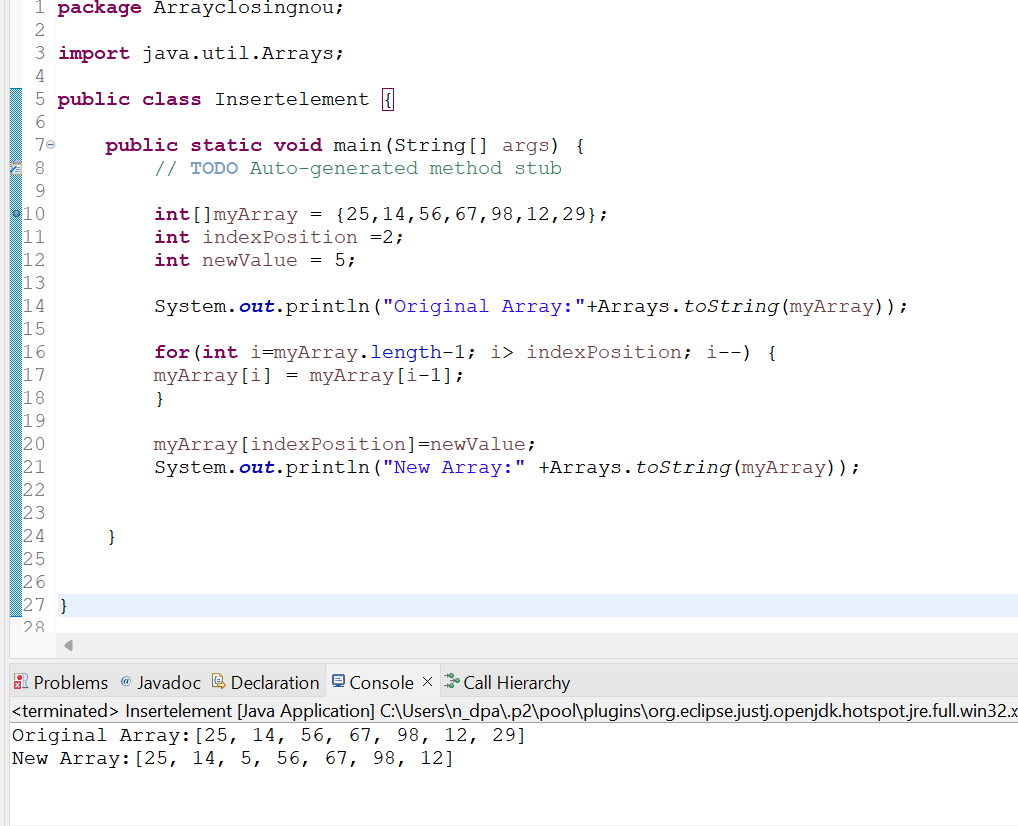 1 package Arrayclosingnou;
2
3 import java.util.Arrays;
4
5 public class Insertelement {
6
7 public static void main(String[] args) {
8 // TODO Auto-generated method stub
9
10 int[]myArray = {25,14,56,67,98,12,29};
11 int indexPosition =2;
12 int newValue = 5;
13
14 System.out.println("Original Array:"+Arrays.toString(myArray));
15
16 for(int i=myArray.length-1; i> indexPosition; i--) {
17 myArray[i] = myArray[i-1];
18 }
19
20 myArray[indexPosition]=newValue;
21 System.out.println("New Array:" +Arrays.toString(myArray));
22
23
24 }
25
26
27 }
28
Problems @ Javadoc Declaration Console × Call Hierarchy
<terminated> Insertelement [Java Application] C:\Users\n_dpa\.p2\pool\plugins\org.eclipse.justj.openjdk.hotspot.jre.full.win32.x
Original Array:[25, 14, 56, 67, 98, 12, 29]
New Array:[25, 14, 5, 56, 67, 98, 12]